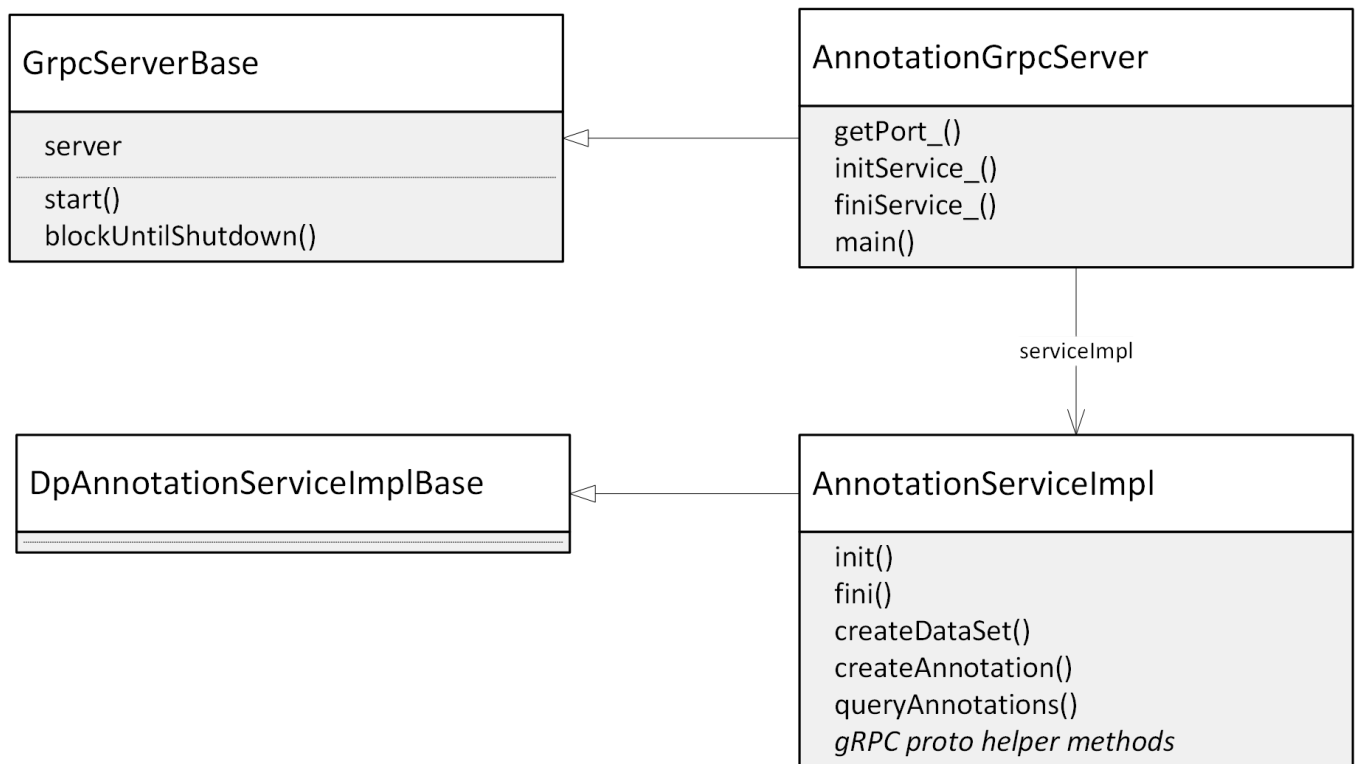 GrpcServerBase
server
start()
blockUntilShutdown()
AnnotationGrpcServer
getPort_()
initService_()
finiService_()
main()
serviceImpl
DpAnnotationServiceImplBase
AnnotationServiceImpl
init()
fini()
createDataSet()
createAnnotation()
queryAnnotations()
gRPC proto helper methods